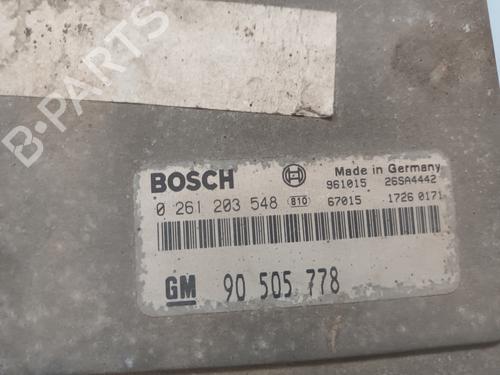 B-PARTS
BOSCH Made in Germany
961015 26SA4442
0 261 203 548 810 67015 1726 0171
GM 90 505 778